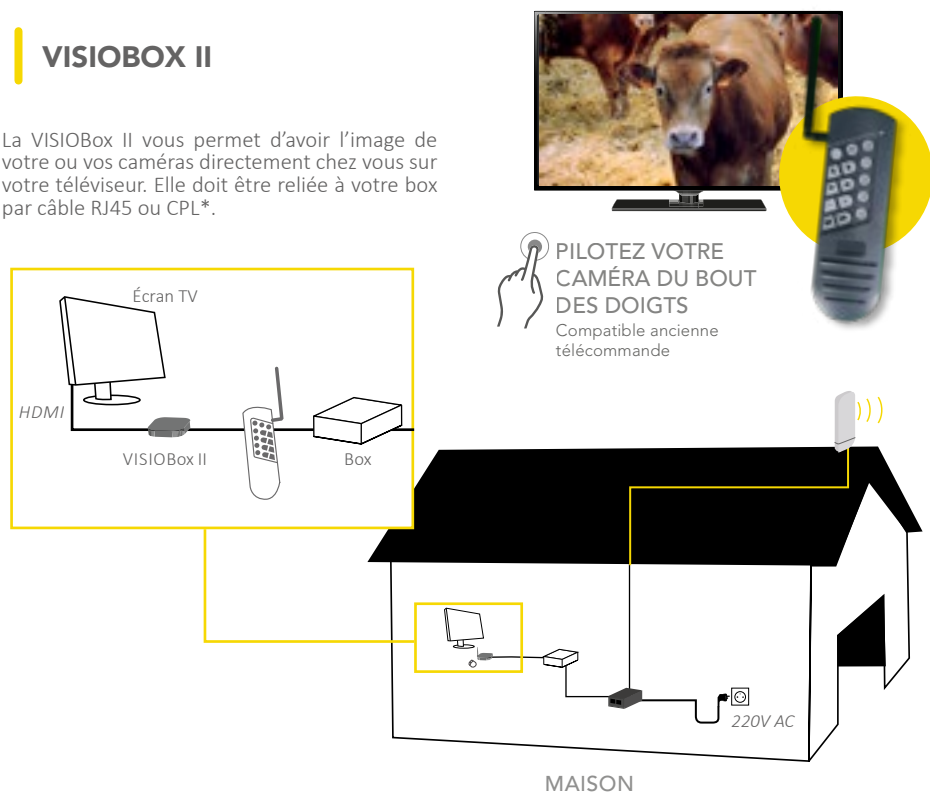 VISIOBOX II
La VISIOBox II vous permet d'avoir l'image de
votre ou vos caméras directement chez vous sur
votre téléviseur. Elle doit être reliée à votre box
par câble RJ45 ou CPL*.
PILOTEZ VOTRE
CAMÉRA DU BOUT
DES DOIGTS
Compatible ancienne
télécommande
Écran TV
HDMI
VISIOBox II
Box
220V AC
MAISON